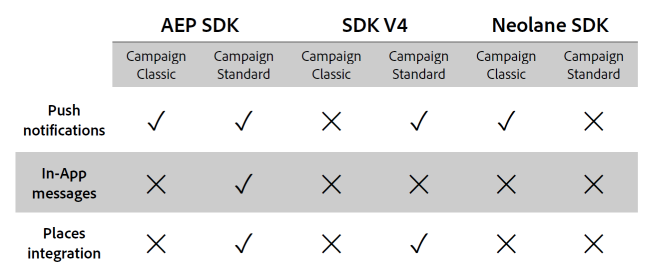 AEP SDK SDK V4 Neolane SDK
Campaign Campaign Campaign Campaign Campaign Campaign
Classic Standard Classic Standard Classic Standard
Push
notifications ✓ ✓ ✕ ✓ ✓ ✕
In-App
messages ✕ ✓ ✕ ✕ ✕ ✕
Places
integration ✕ ✓ ✕ ✓ ✕ ✕